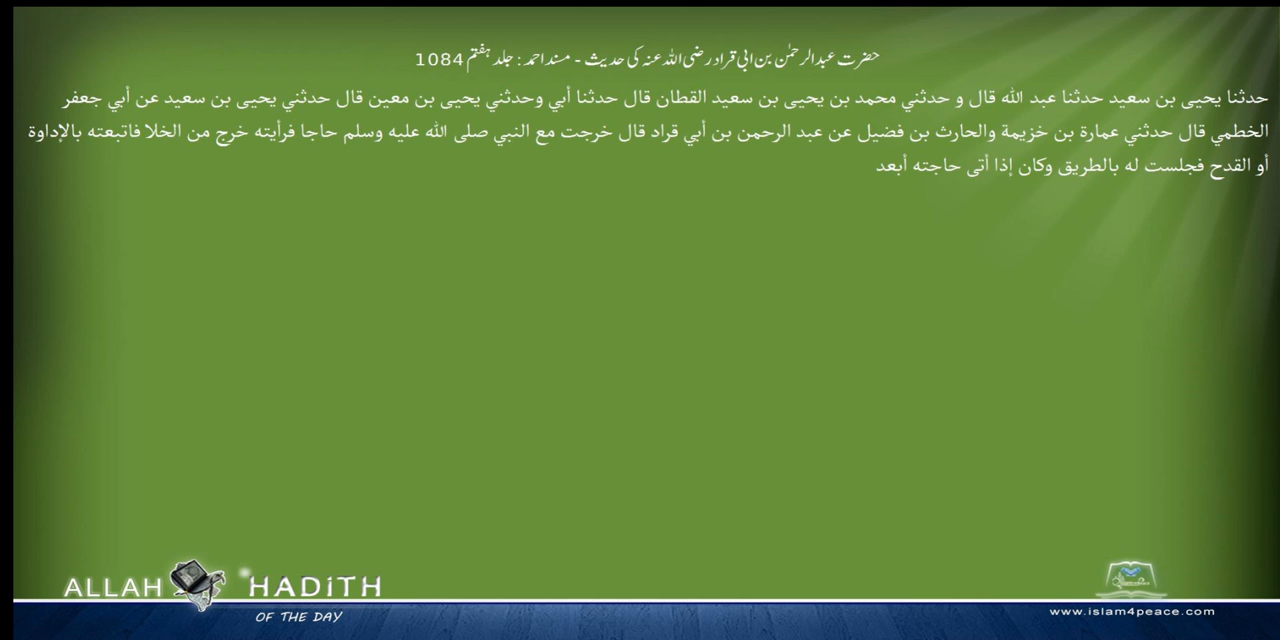 حضرت عبدالرحمٰن بن ابی قراد رضی اللہ عنہ کی حدیث - مسند احمد : جلد ہفتم 1084
حدثنا يحيى بن سعيد حدثنا عبد الله قال و حدثني محمد بن يحيى بن سعيد القطان قال حدثنا أبي وحدثني يحيى بن معين قال حدثني يحيى بن سعيد عن أبي جعفر
الخطمي قال حدثني عمارة بن خزيمة والحارث بن فضيل عن عبد الرحمن بن أبي قراد قال خرجت مع النبي صلى الله عليه وسلم حاجا فرأيته خرج من الخلا فاتبعته بالإداوة
أو القدح فجلست له بالطريق وكان إذا أتى حاجته أبعد
ALLAH HADiTH
OF THE DAY
www.islam4peace.com